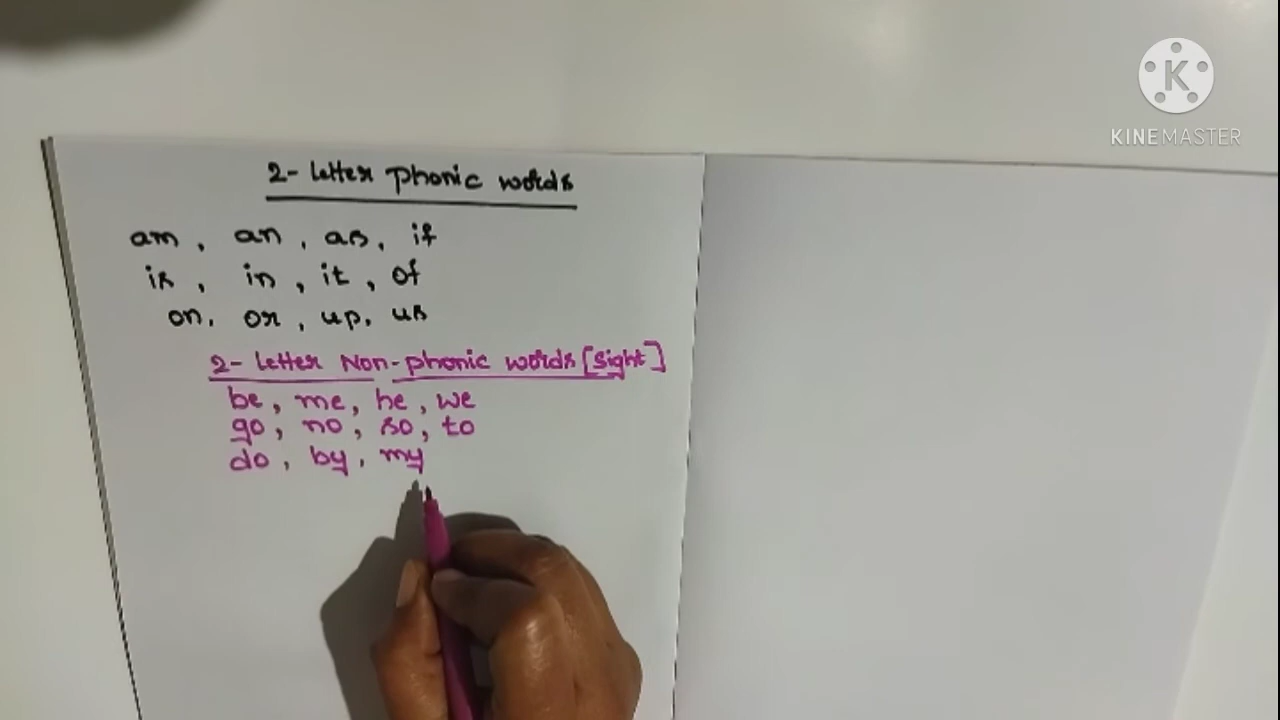 KINEMASTER
2-letter phonic words
am, an, as, if
is, in, it, of
on, or, up, us
2-letter Non-phonic words [sight]
be, me, he, we
go, no, so, to
do, by, my